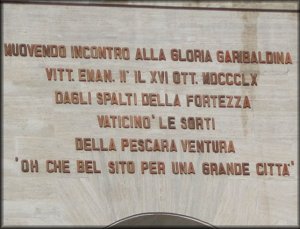 MUOVENDO INCONTRO ALLA GLORIA GARIBALDINA
VITT. EMAN. II° IL XVI OTT. MDCCCLX
DAGLI SPALTI DELLA FORTEZZA
VATICINO' LE SORTI
DELLA PESCARA VENTURA
"OH CHE BEL SITO PER UNA GRANDE CITTA'"